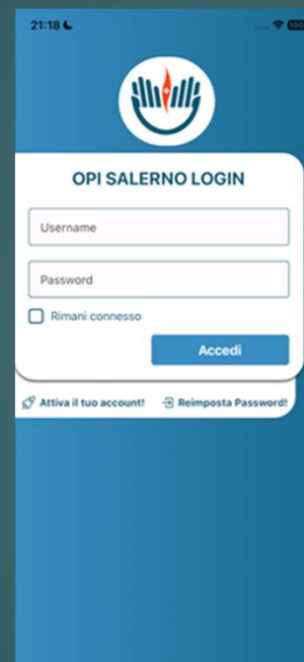 21:18
OPI SALERNO LOGIN
Username
Password
Rimani connesso
Accedi
Attiva il tuo account! Reimposta Password!